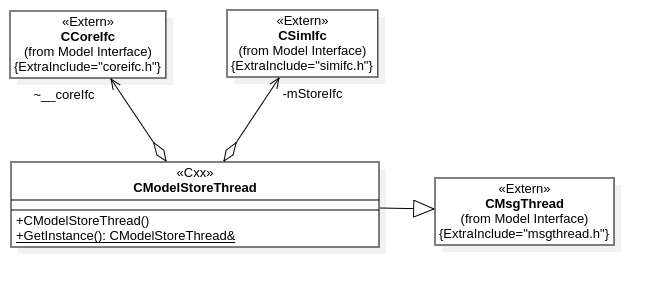 «Extern»
CCoreIfc
(from Model Interface)
{ExtraInclude="coreifc.h"}
«Extern»
CSimIfc
(from Model Interface)
{ExtraInclude="simifc.h"}
~__coreIfc
-mStoreIfc
«Cxx»
CModelStoreThread
+CModelStoreThread()
+GetInstance(): CModelStoreThread&
«Extern»
CMsgThread
(from Model Interface)
{ExtraInclude="msgthread.h"}